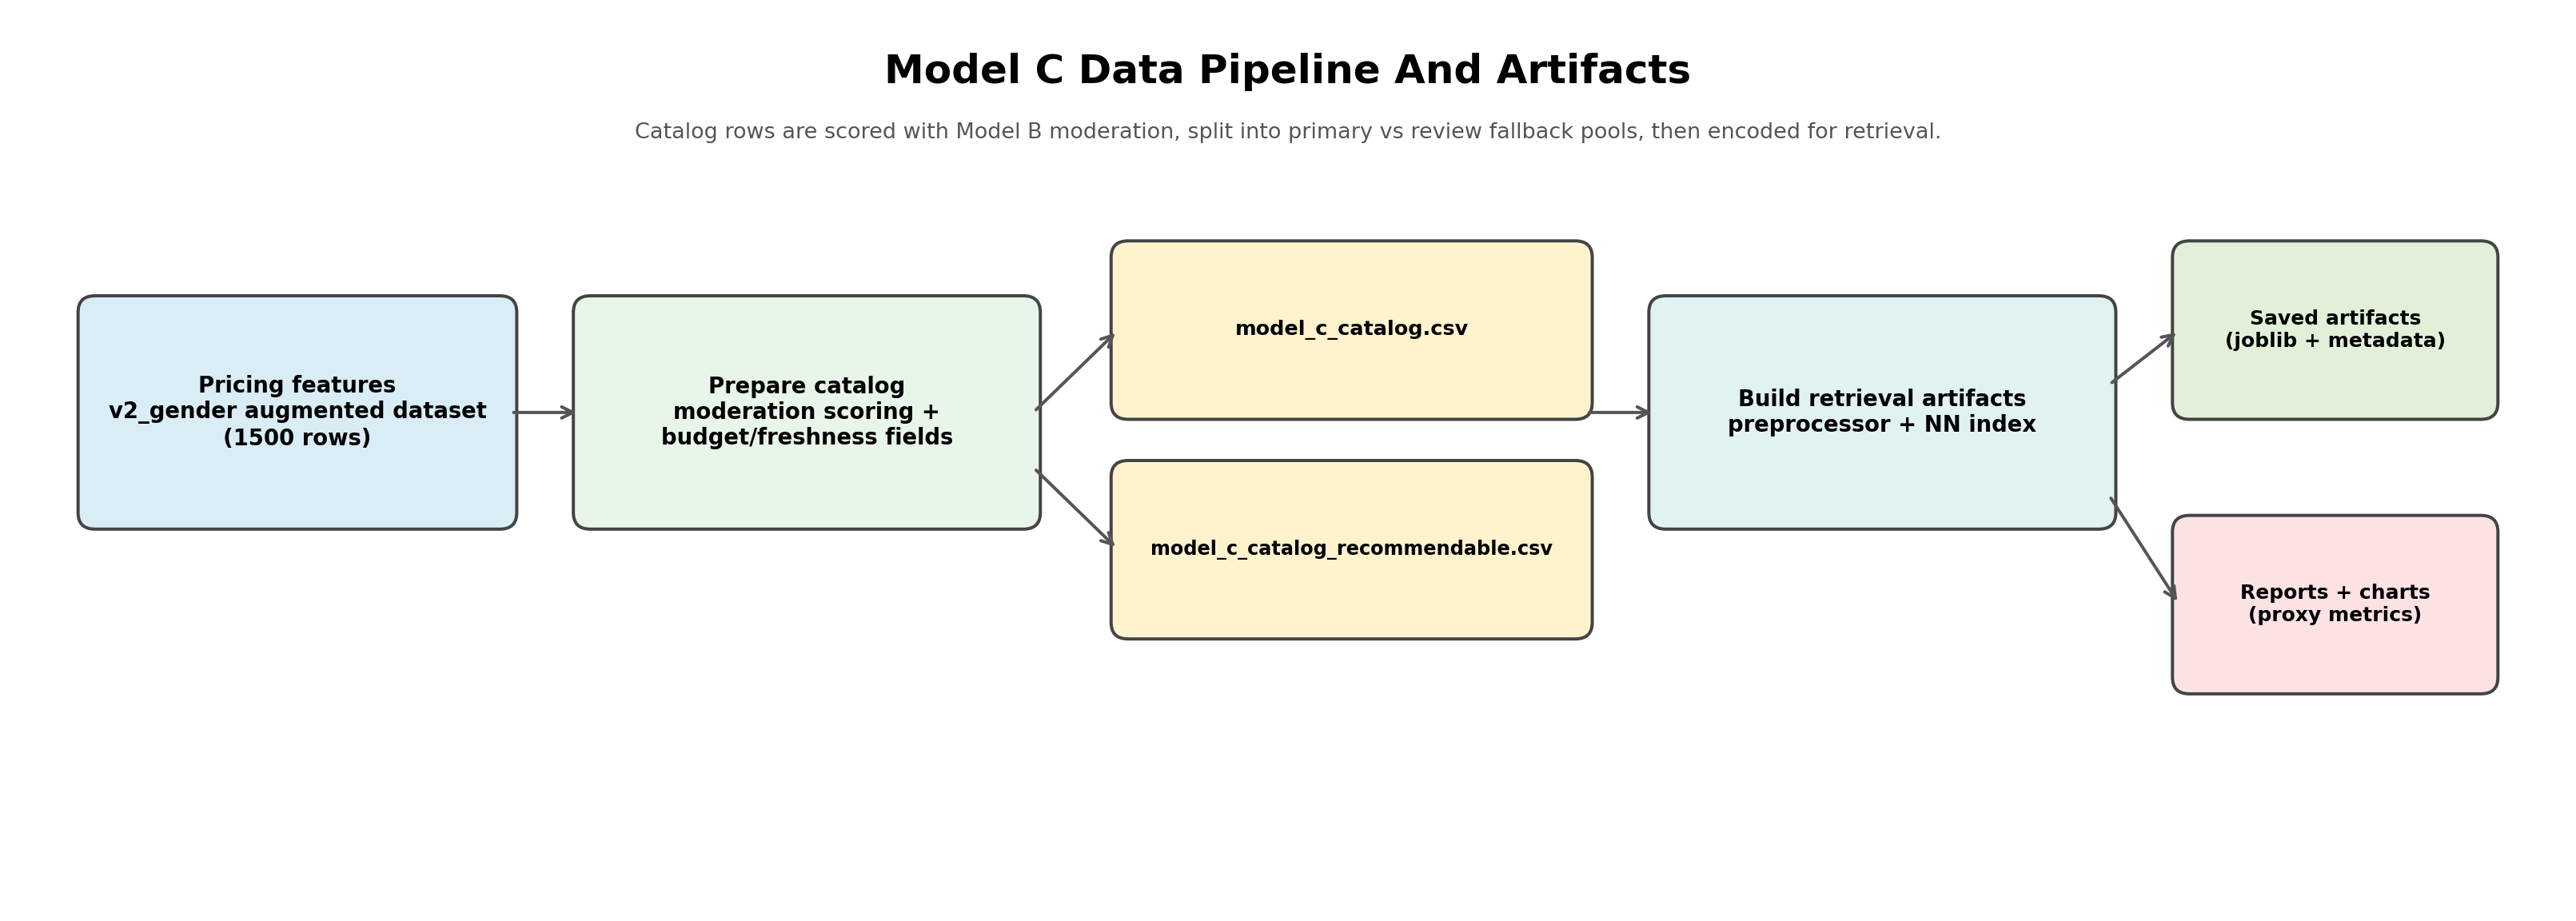 Model C Data Pipeline And Artifacts
Catalog rows are scored with Model B moderation, split into primary vs review fallback pools, then encoded for retrieval.
Pricing features
v2_gender augmented dataset
(1500 rows)
Prepare catalog
moderation scoring +
budget/freshness fields
model_c_catalog.csv
model_c_catalog_recommendable.csv
Build retrieval artifacts
preprocessor + NN index
Saved artifacts
(joblib + metadata)
Reports + charts
(proxy metrics)